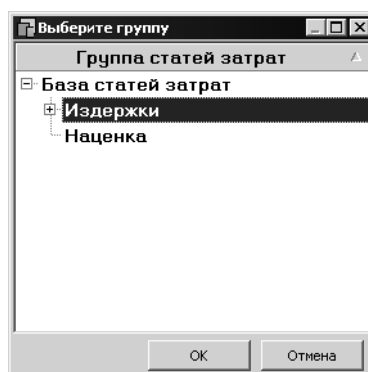 Выберите группу
Группа статей затрат
База статей затрат
Издержки
Наценка
OK
Отмена